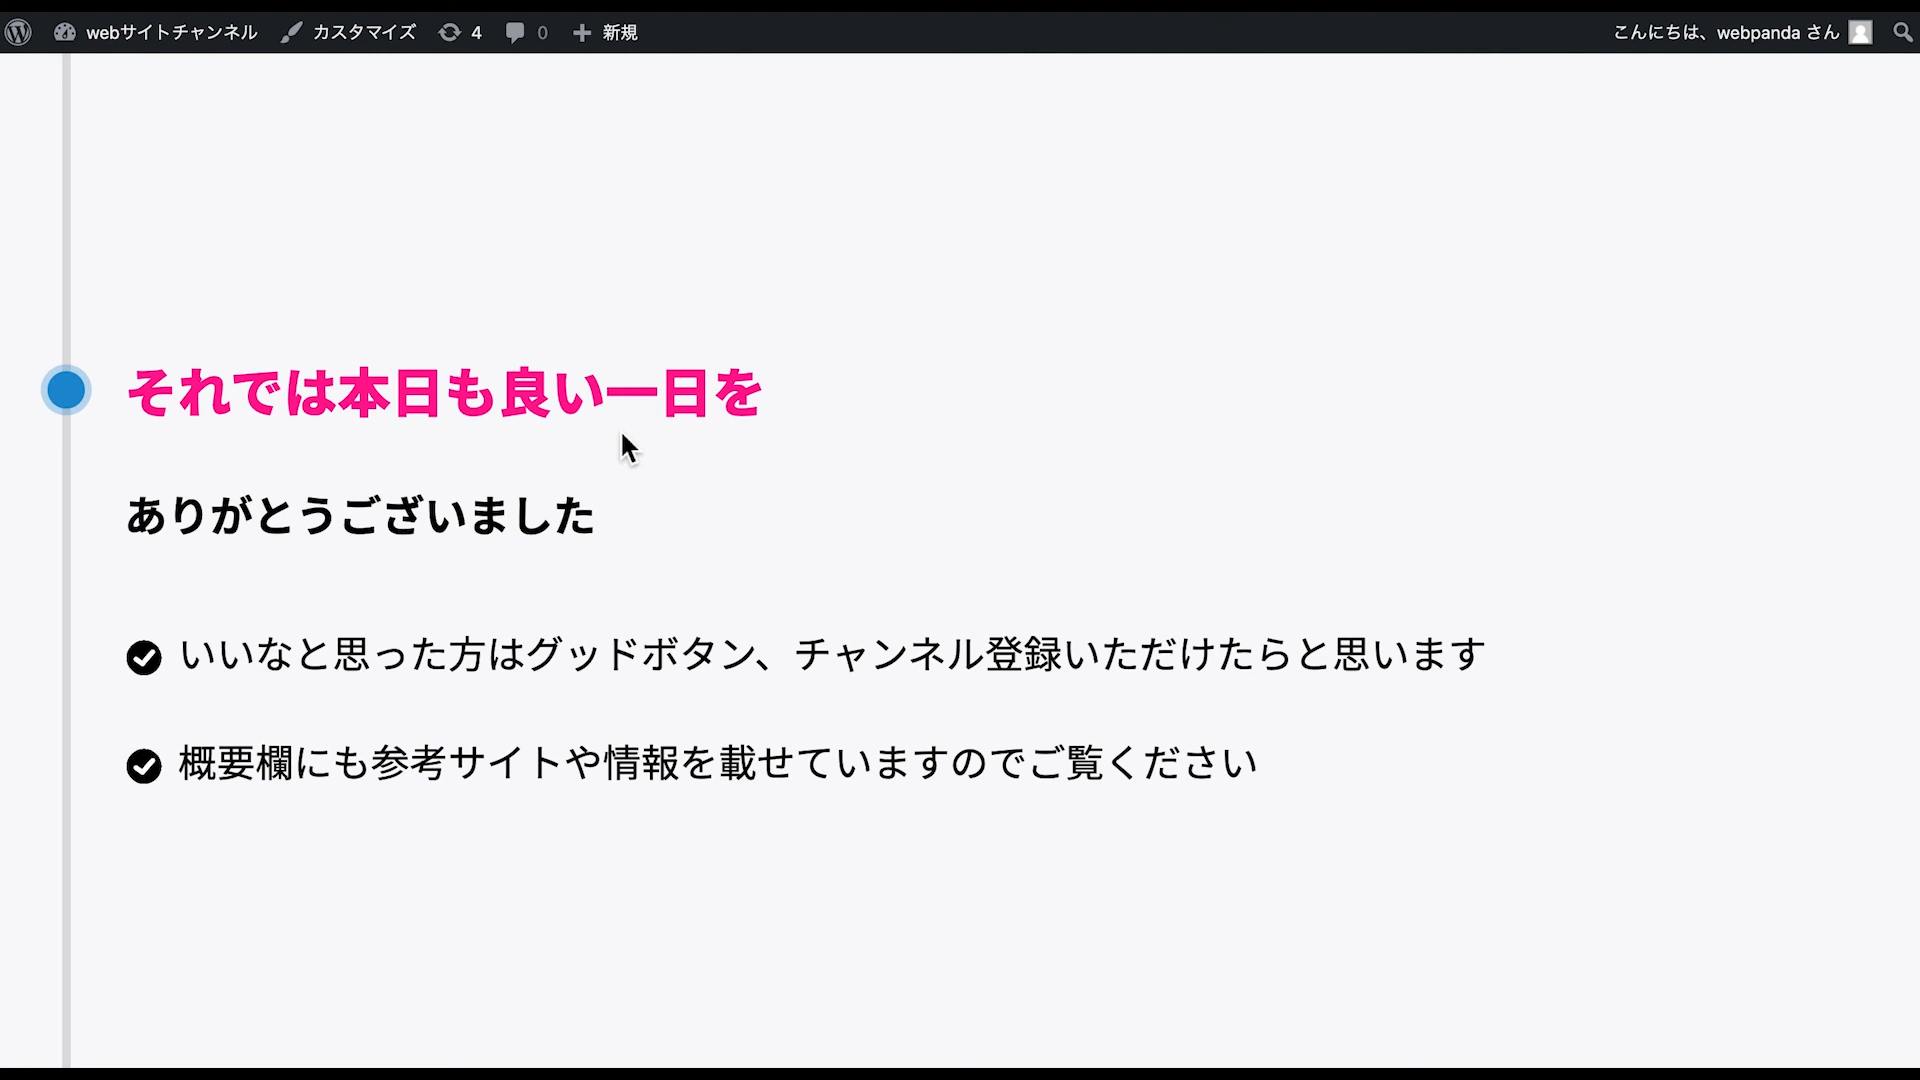 webサイトチャンネル カスタマイズ 4 0 新規 こんにちは、webpanda さん
それでは本日も良い一日を
ありがとうございました
いいなと思った方はグッドボタン、チャンネル登録いただけたらと思います
概要欄にも参考サイトや情報を載せていますのでご覧ください